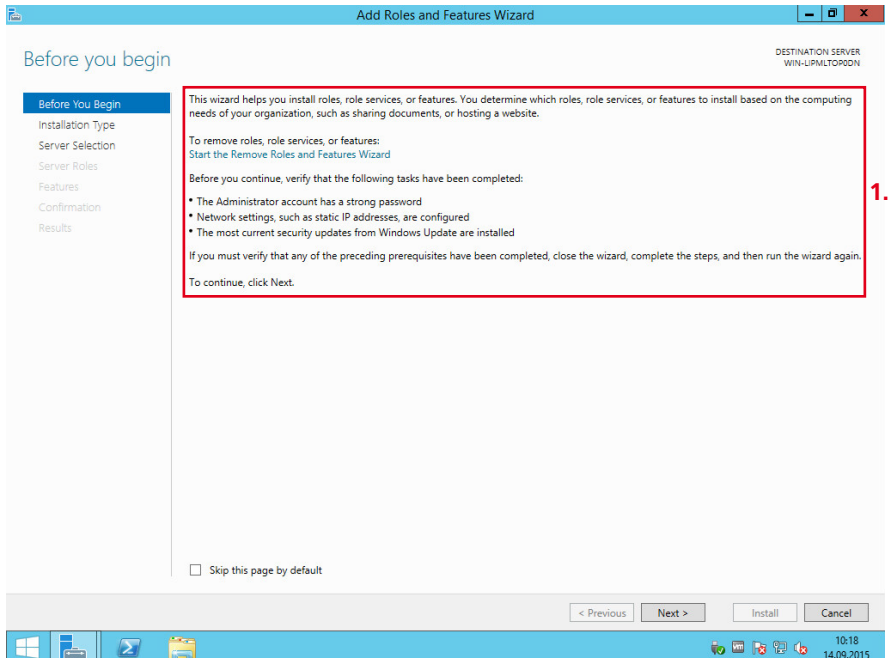 Add Roles and Features Wizard
Before you begin
DESTINATION SERVER
WIN-LIPMLTOP0DN
Before You Begin
Installation Type
Server Selection
Server Roles
Features
Confirmation
Results
This wizard helps you install roles, role services, or features. You determine which roles, role services, or features to install based on the computing
needs of your organization, such as sharing documents, or hosting a website.
To remove roles, role services, or features:
Start the Remove Roles and Features Wizard
Before you continue, verify that the following tasks have been completed:
• The Administrator account has a strong password
• Network settings, such as static IP addresses, are configured
• The most current security updates from Windows Update are installed
If you must verify that any of the preceding prerequisites have been completed, close the wizard, complete the steps, and then run the wizard again.
To continue, click Next.
1.
Skip this page by default
< Previous
Next >
Install
Cancel
10:18
14.09.2015